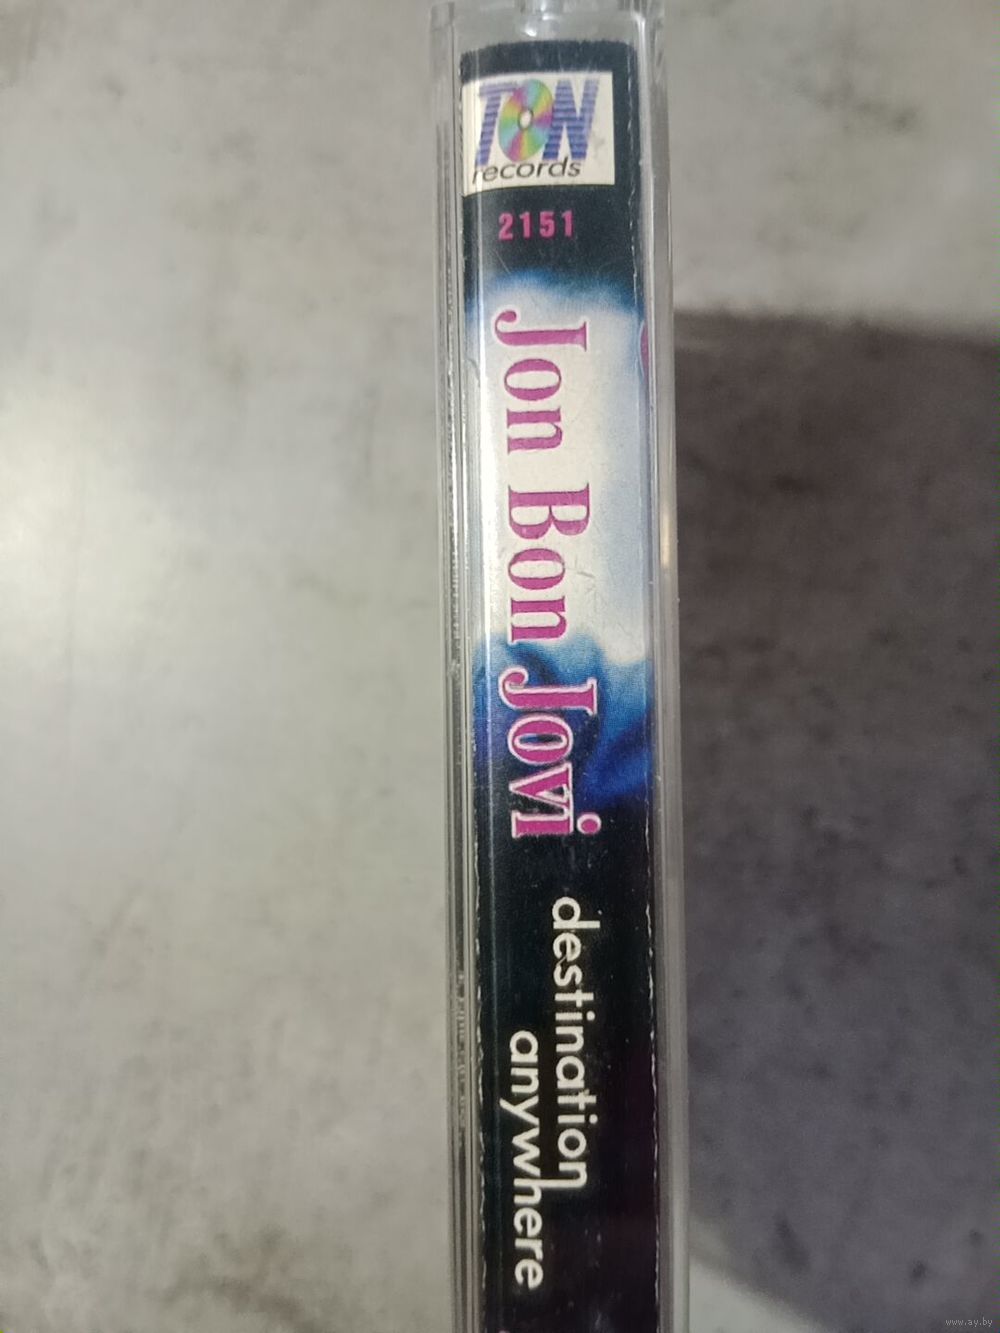 TON
records
2151
Jon Bon Jovi
destination
anywhere
www.ay.by